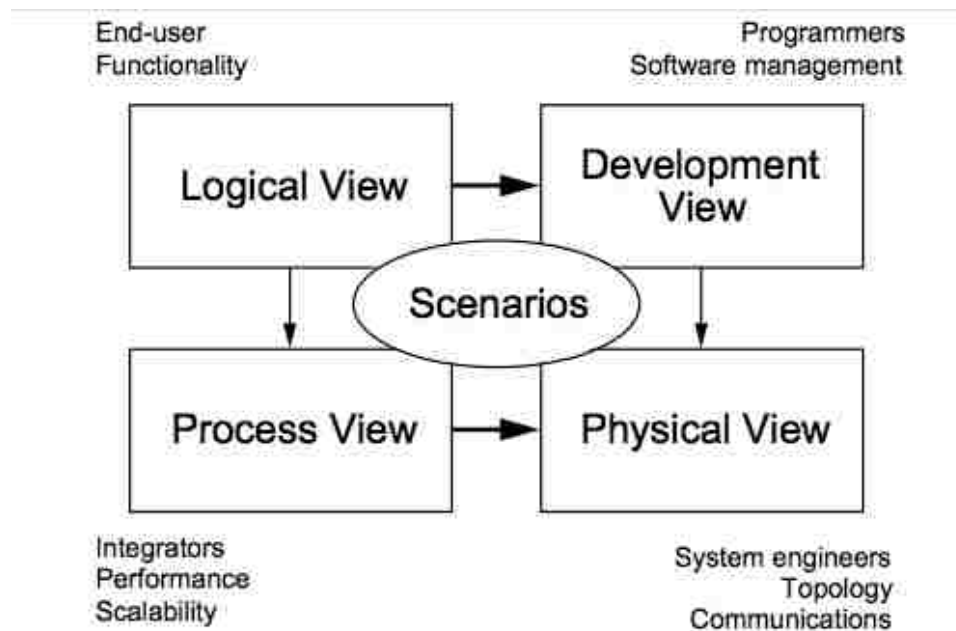 End-user
Functionality
Programmers
Software management
Logical View
Development
View
Scenarios
Process View
Physical View
Integrators
Performance
Scalability
System engineers
Topology
Communications